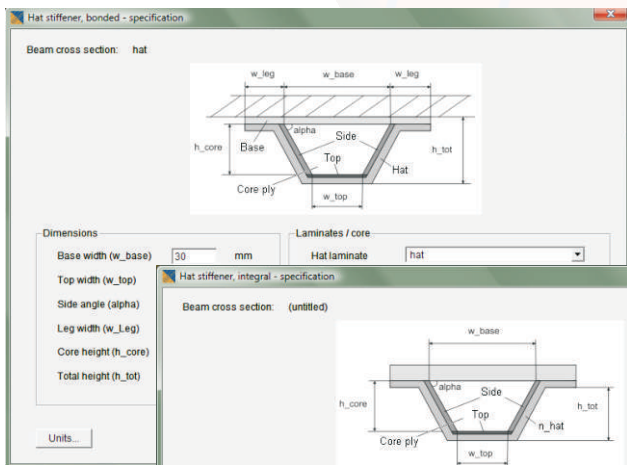 Hat stiffener, bonded - specification
Beam cross section: hat
w_leg w_base w_leg
alpha
h_core Base Side h_tot
Top Hat
Core ply
w_top
Dimensions
Base width (w_base) 30 mm
Top width (w_top)
Side angle (alpha)
Leg width (w_Leg)
Core height (h_core)
Total height (h_tot)
Units...
Laminates / core
Hat laminate hat
Hat stiffener, integral - specification
Beam cross section: (untitled)
w_base
alpha
h_core Side h_tot
Top n_hat
Core ply
w_top